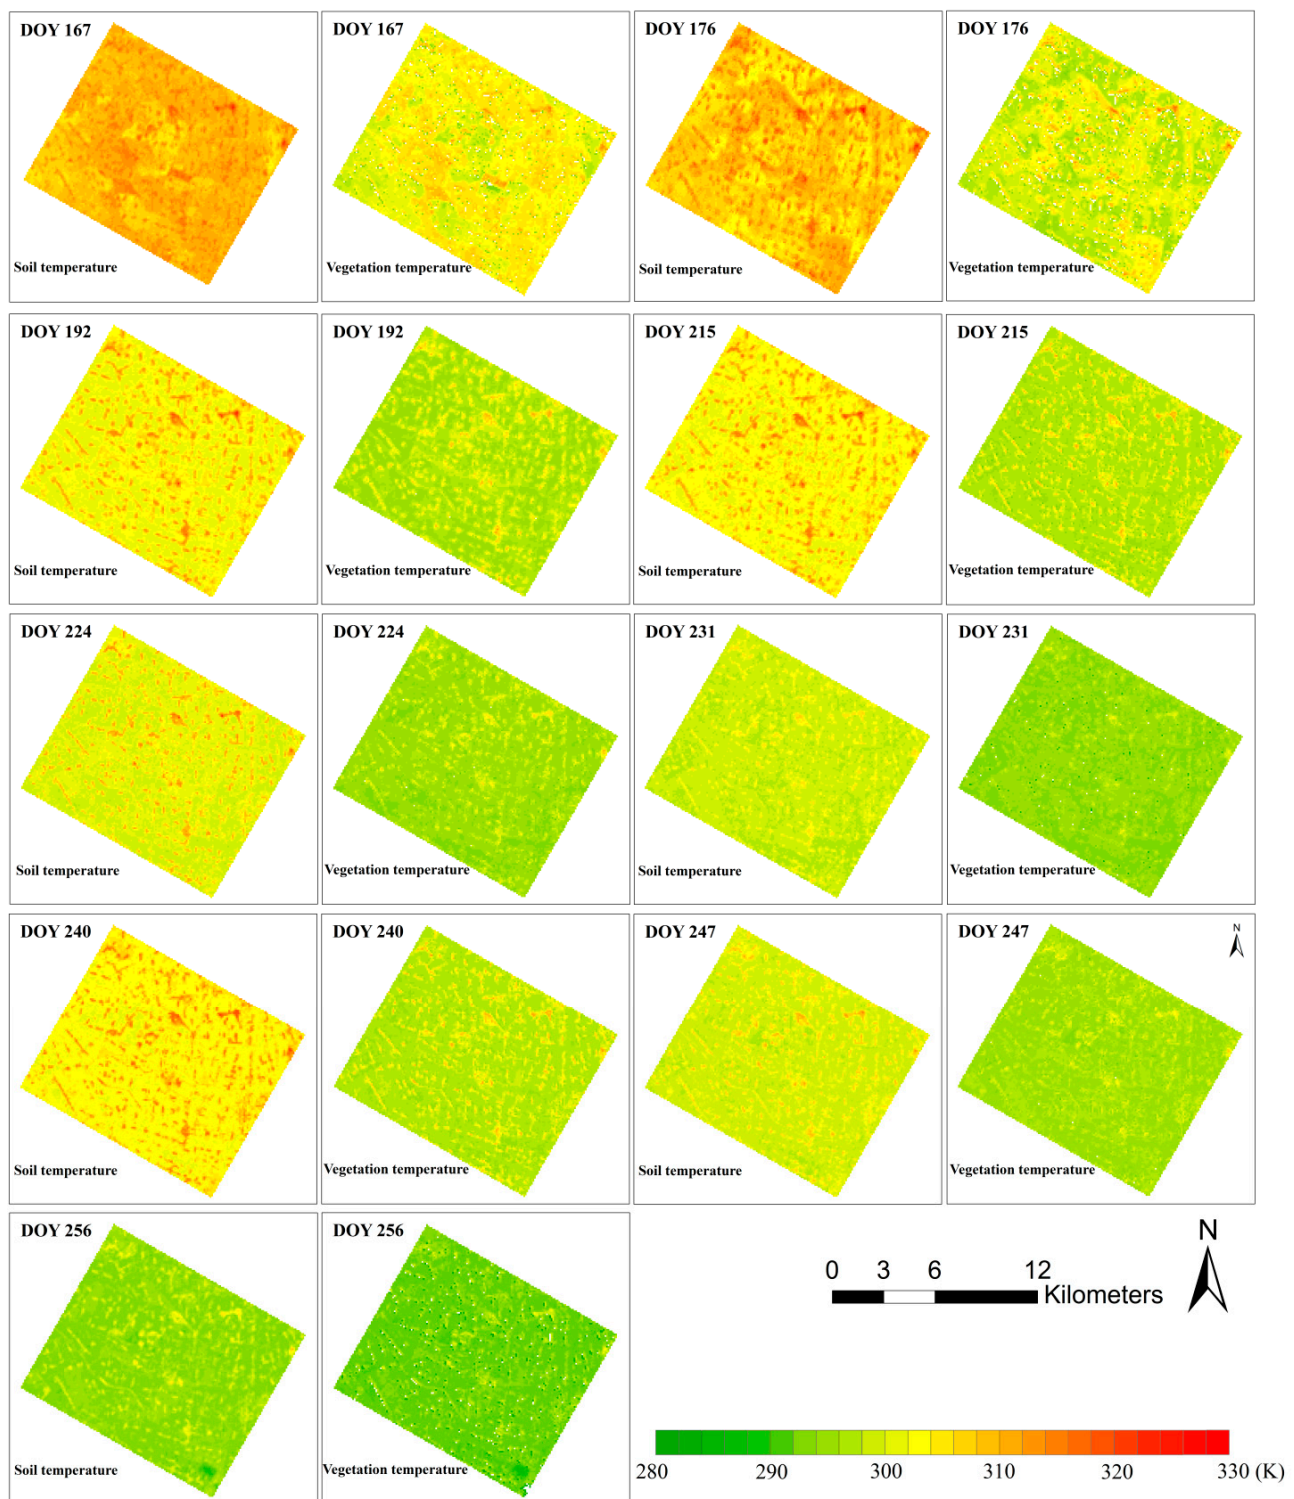 DOY 167
DOY 167
DOY 176
DOY 176
Soil temperature
Vegetation temperature
Soil temperature
Vegetation temperature
DOY 192
DOY 192
DOY 215
DOY 215
Soil temperature
Vegetation temperature
Soil temperature
Vegetation temperature
DOY 224
DOY 224
DOY 231
DOY 231
Soil temperature
Vegetation temperature
Soil temperature
Vegetation temperature
DOY 240
DOY 240
DOY 247
DOY 247
N
Soil temperature
Vegetation temperature
Soil temperature
Vegetation temperature
DOY 256
DOY 256
N
0 3 6 12
Kilometers
Soil temperature
Vegetation temperature
280 290 300 310 320 330 (K)